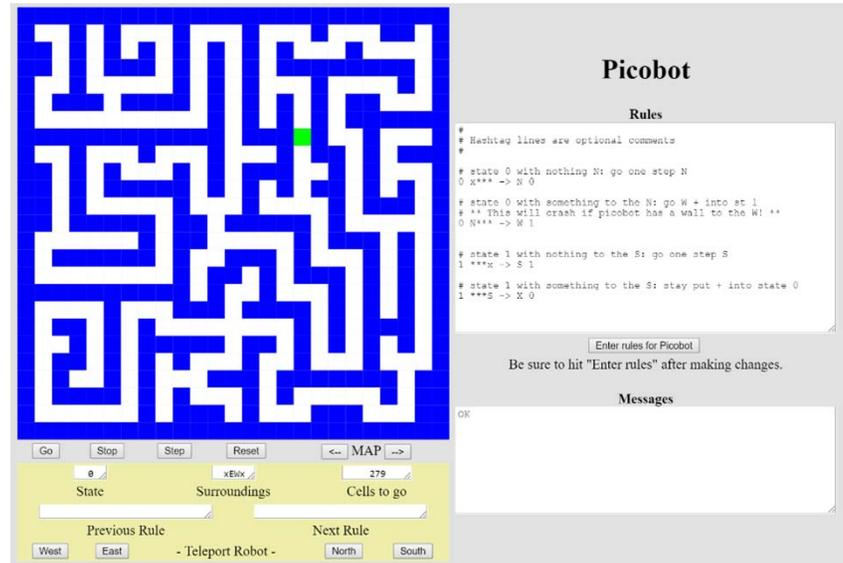 Picobot
Rules
#
# Hashtag lines are optional comments
#
# state 0 with nothing N: go one step N
0 x*** -> N 0
# state 0 with something to the N: go W + into st 1
# ** This will crash if picobot has a wall to the W! **
0 N*** -> W 1
# state 1 with nothing to the S: go one step S
1 ***x -> S 1
# state 1 with something to the S: stay put + into state 0
1 ***S -> X 0
Enter rules for Picobot
Be sure to hit "Enter rules" after making changes.
Messages
OK
Go Stop Step Reset <-- MAP -->
0 xEWx 279
State Surroundings Cells to go
Previous Rule Next Rule
West East - Teleport Robot - North South